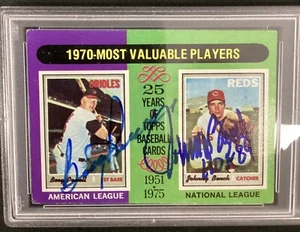 1970-MOST VALUABLE PLAYERS
ORIOLES
REDS
25
YEARS
OF
TOPPS
BASEBALL
CARDS
1951
1975
Johnny Bench CATCHER
AMERICAN LEAGUE
NATIONAL LEAGUE